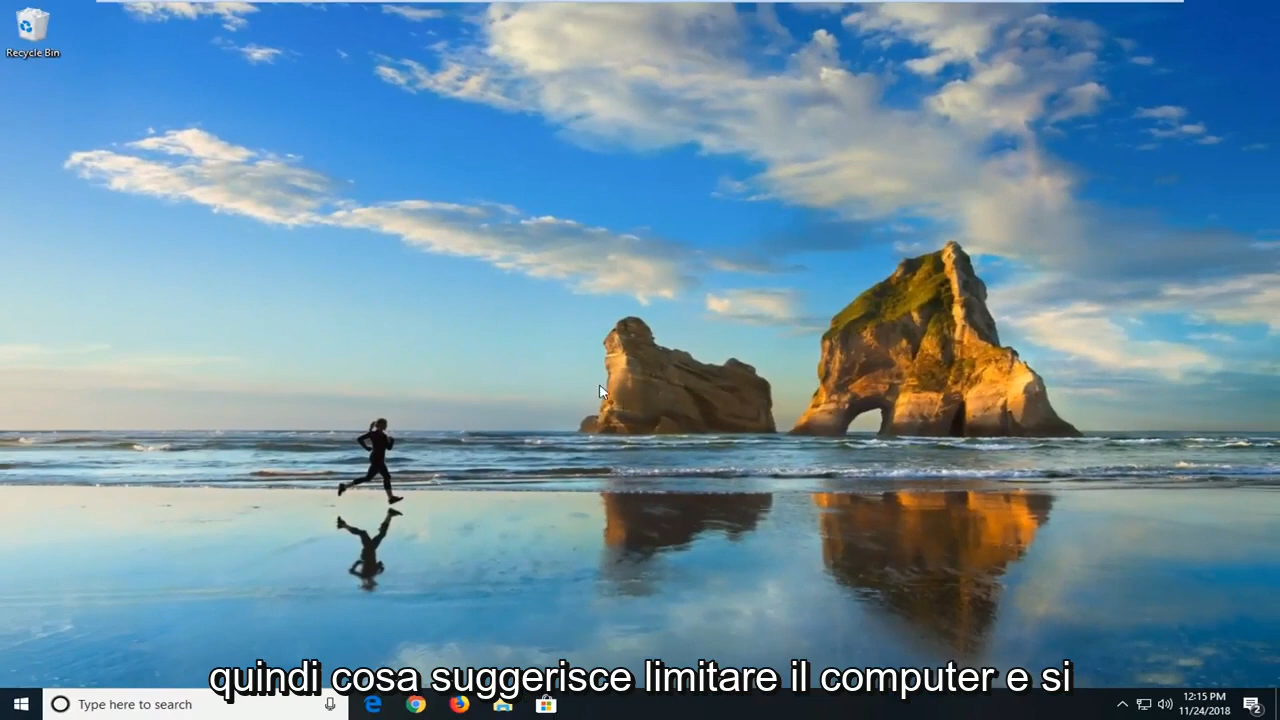 Recycle Bin
quindi cosa suggerisce limitare il computer e si
Type here to search
12:15 PM
11/24/2018
2